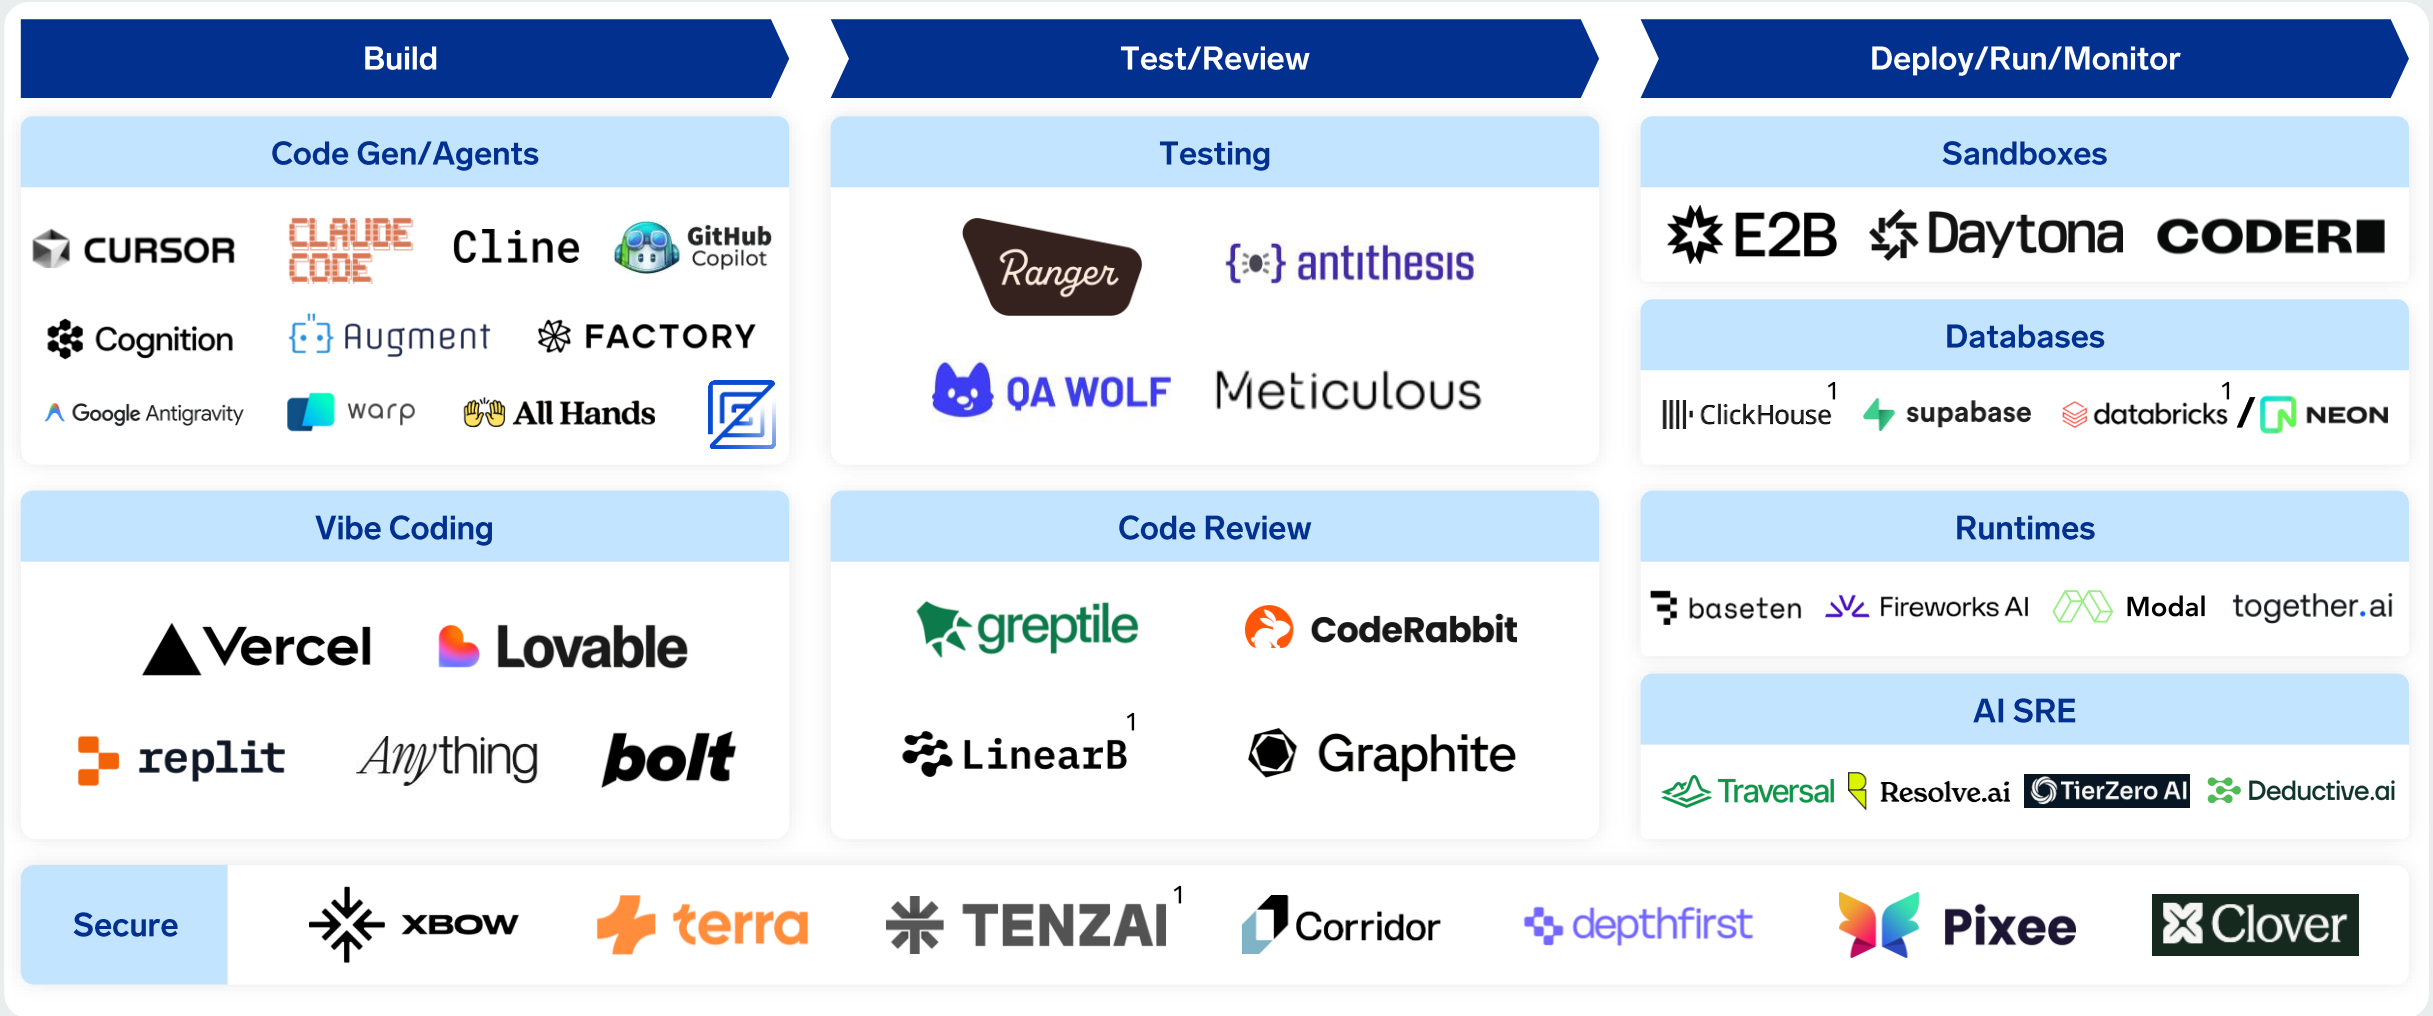 Build
Test/Review
Deploy/Run/Monitor
Code Gen/Agents
CURSOR
CLAUDE CODE
Cline
GitHub Copilot
Cognition
Augment
FACTORY
Google Antigravity
warp
All Hands
Vibe Coding
Vercel
Lovable
replit
Anything
bolt
Testing
Ranger
antithesis
QA WOLF
Meticulous
Code Review
greptile
CodeRabbit
LinearB 1
Graphite
Sandboxes
E2B
Daytona
CODER
Databases
ClickHouse 1
supabase
databricks 1 / NEON
Runtimes
baseten
Fireworks AI
Modal
together.ai
AI SRE
Traversal
Resolve.ai
TierZero AI
Deductive.ai
Secure
XBOW
terra
TENZAI 1
Corridor
depthfirst
Pixee
Clover